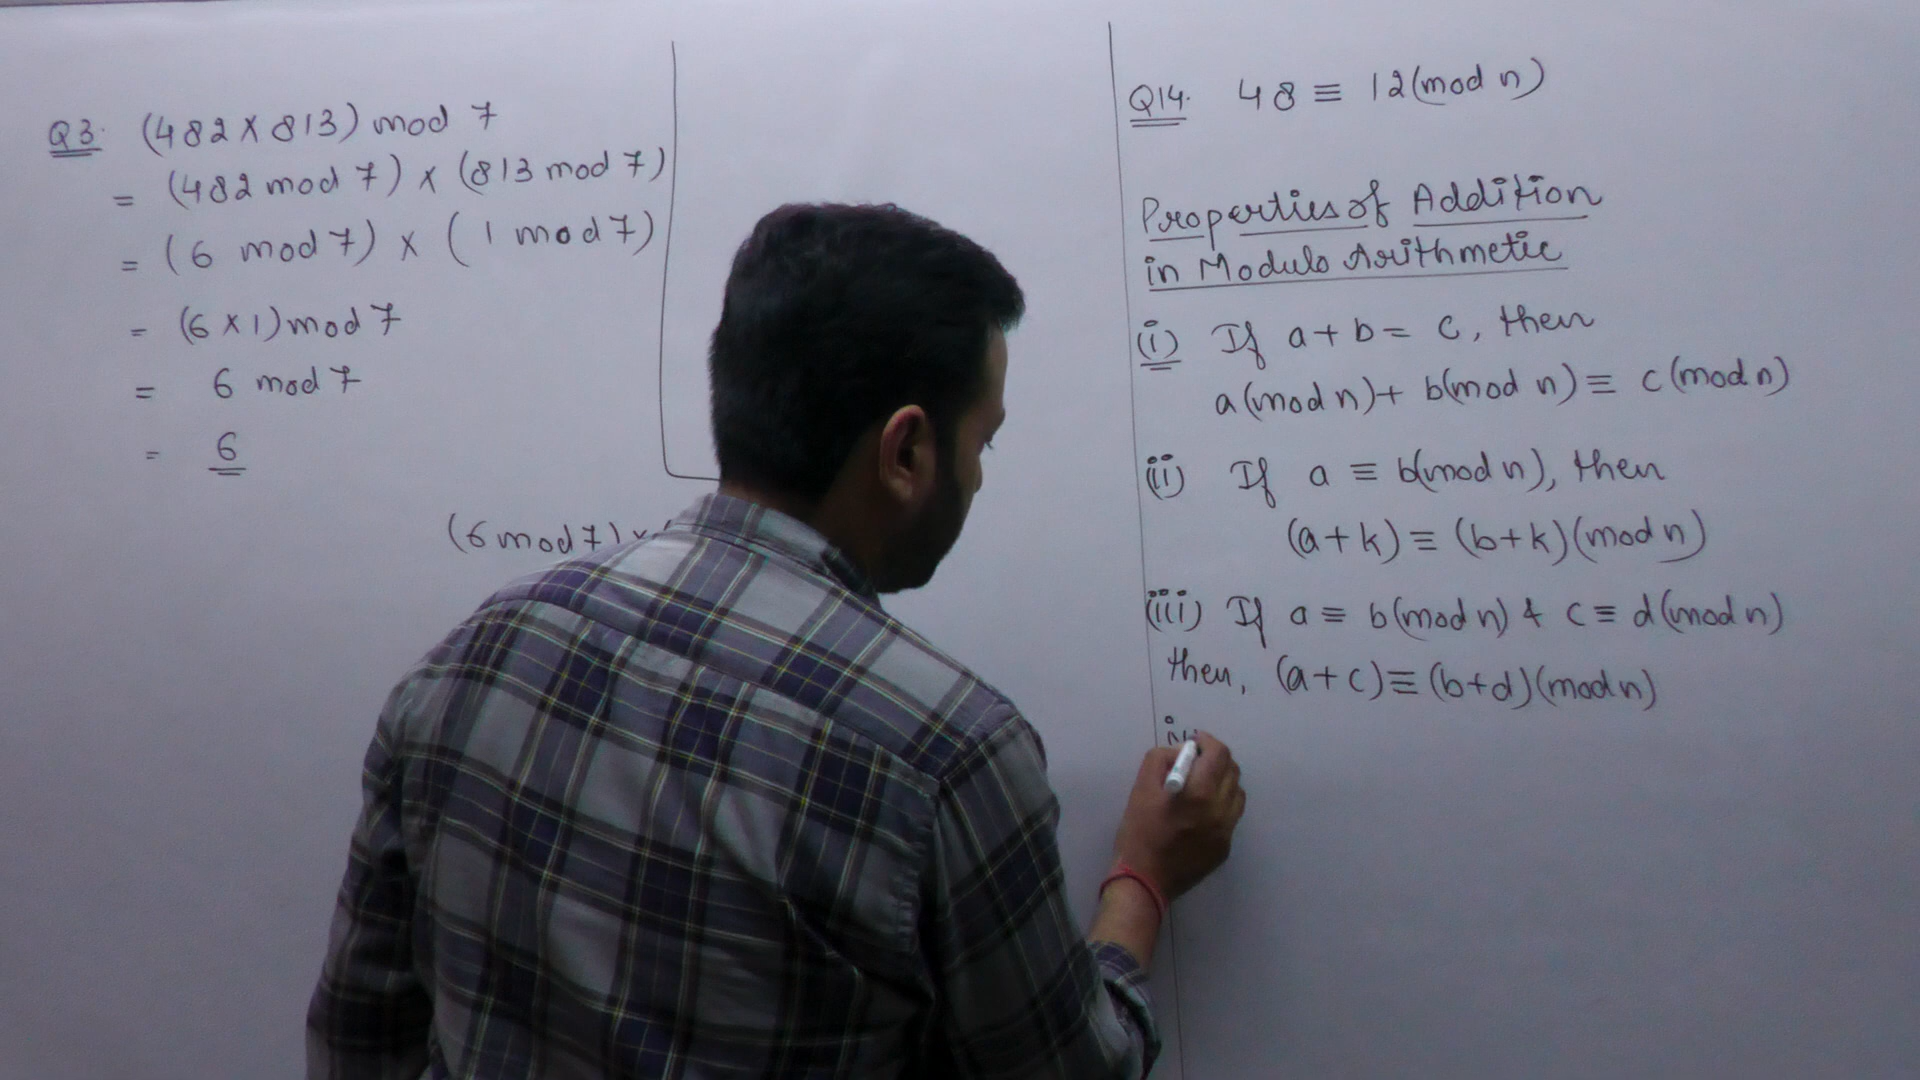 Q3. (482 X 813) mod 7
= (482 mod 7) x (813 mod 7)
= (6 mod 7) x (1 mod 7)
= (6 X 1) mod 7
= 6 mod 7
= 6
(6 mod 7) x
Q14. 48 ≡ 12 (mod n)
Properties of Addition
in Modulo Arithmetic
(i) If a + b = c, then
a(mod n) + b(mod n) ≡ c(mod n)
(ii) If a ≡ b(mod n), then
(a + k) ≡ (b + k)(mod n)
(iii) If a ≡ b(mod n) & c ≡ d(mod n)
then, (a + c) ≡ (b + d)(mod n)